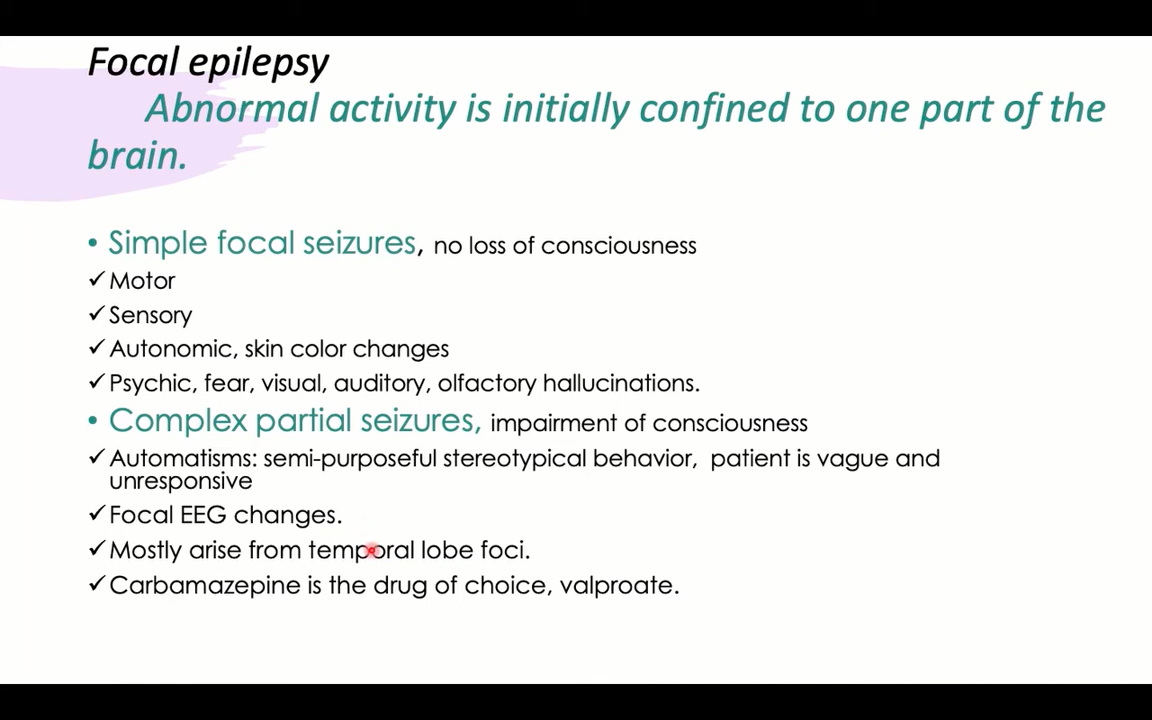 Focal epilepsy
Abnormal activity is initially confined to one part of the
brain.
• Simple focal seizures, no loss of consciousness
✓ Motor
✓ Sensory
✓ Autonomic, skin color changes
✓ Psychic, fear, visual, auditory, olfactory hallucinations.
• Complex partial seizures, impairment of consciousness
✓ Automatisms: semi-purposeful stereotypical behavior, patient is vague and
unresponsive
✓ Focal EEG changes.
✓ Mostly arise from temporal lobe foci.
✓ Carbamazepine is the drug of choice, valproate.